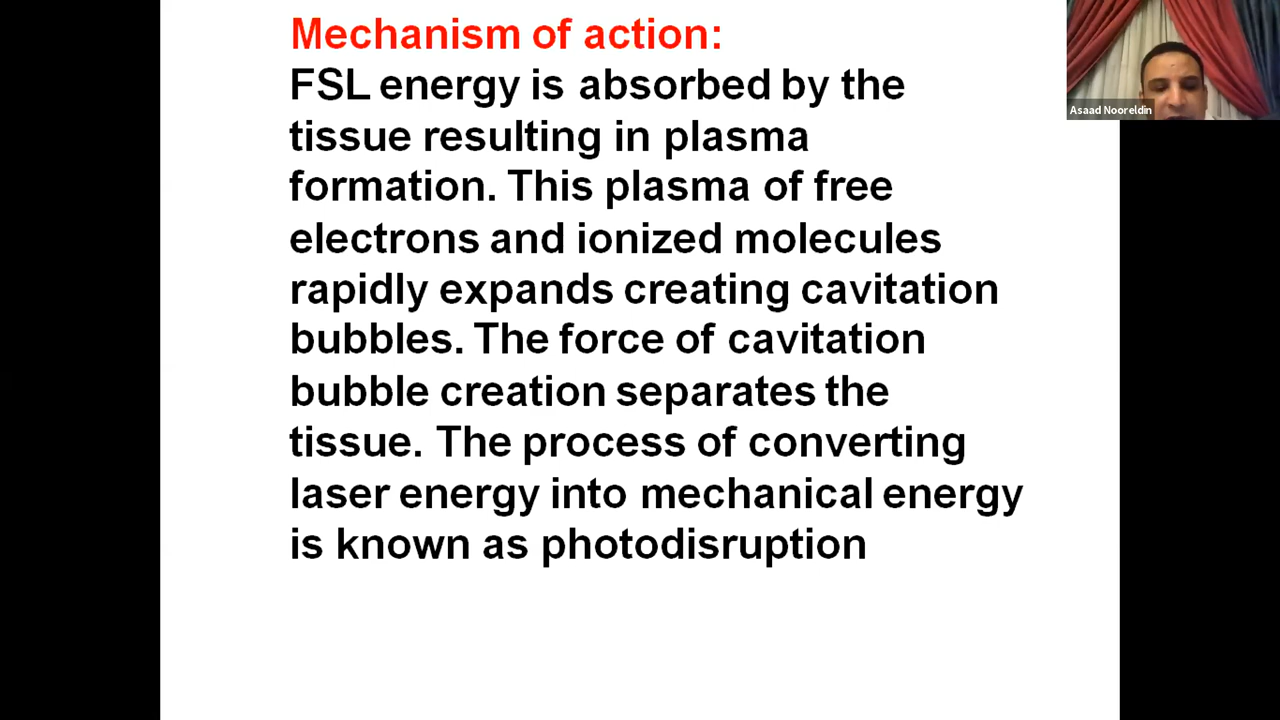 Mechanism of action:
FSL energy is absorbed by the
tissue resulting in plasma
formation. This plasma of free
electrons and ionized molecules
rapidly expands creating cavitation
bubbles. The force of cavitation
bubble creation separates the
tissue. The process of converting
laser energy into mechanical energy
is known as photodisruption
Asaad Nooreldin